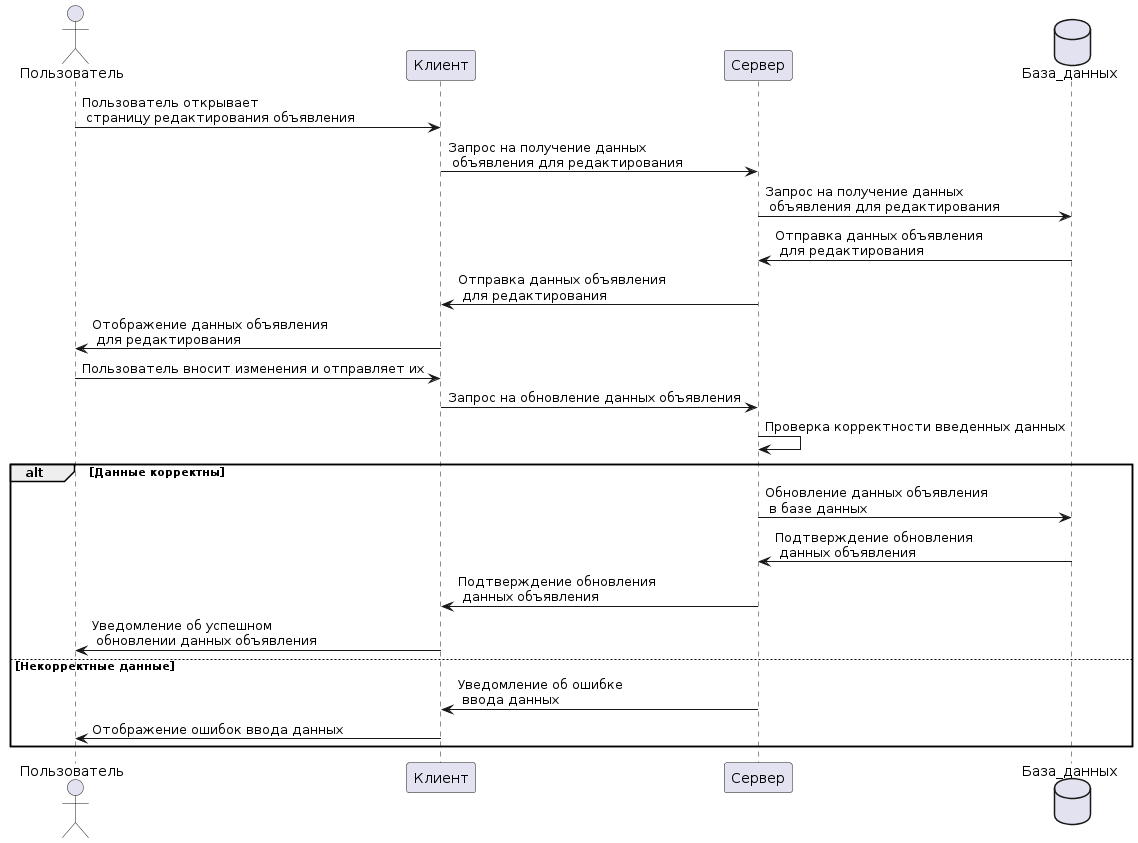 Пользователь
Клиент
Сервер
База_данных
Пользователь открывает
страницу редактирования объявления
Запрос на получение данных
объявления для редактирования
Запрос на получение данных
объявления для редактирования
Отправка данных объявления
для редактирования
Отправка данных объявления
для редактирования
Отображение данных объявления
для редактирования
Пользователь вносит изменения и отправляет их
Запрос на обновление данных объявления
Проверка корректности введенных данных
alt
[Данные корректны]
Обновление данных объявления
в базе данных
Подтверждение обновления
данных объявления
Подтверждение обновления
данных объявления
Уведомление об успешном
обновлении данных объявления
[Некорректные данные]
Уведомление об ошибке
ввода данных
Отображение ошибок ввода данных
Пользователь
Клиент
Сервер
База_данных